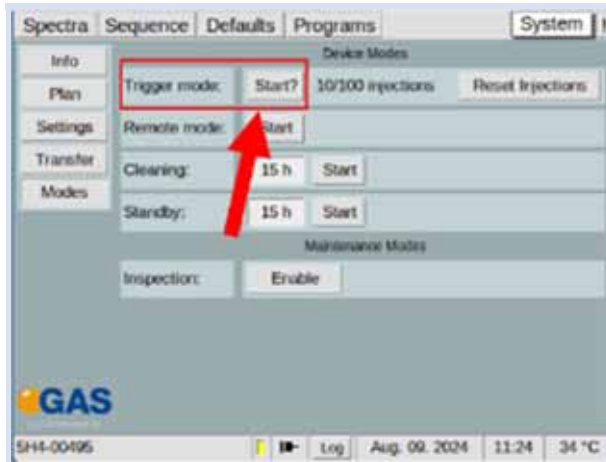 Spectra Sequence Defaults Programs System
Info
Plan
Settings
Transfer
Modes
Device Modes
Trigger mode: Start? 10/100 injections Reset Injections
Remote mode: Start
Cleaning: 15 h Start
Standby: 15 h Start
Maintenance Modes
Inspection: Enable
GAS
5H4-00495 Log Aug. 09. 2024 11:24 34 °C